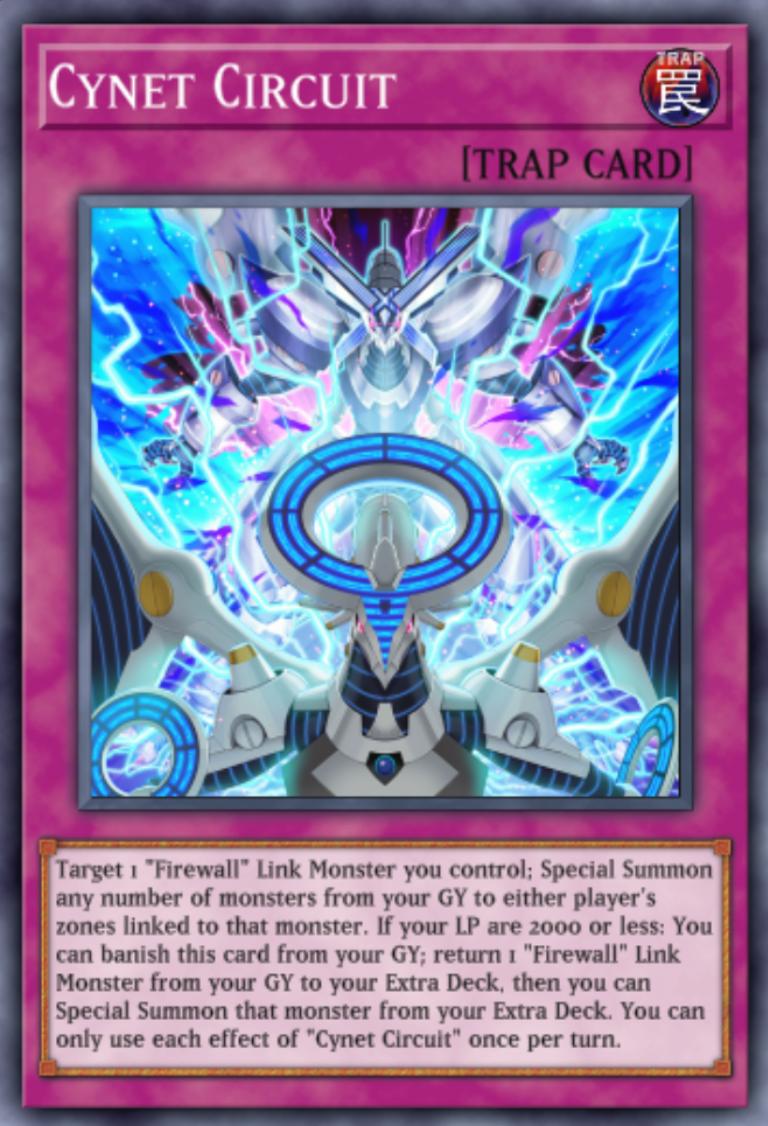 Cynet Circuit
TRAP
罠
[TRAP CARD]
Target 1 "Firewall" Link Monster you control; Special Summon
any number of monsters from your GY to either player's
zones linked to that monster. If your LP are 2000 or less: You
can banish this card from your GY; return 1 "Firewall" Link
Monster from your GY to your Extra Deck, then you can
Special Summon that monster from your Extra Deck. You can
only use each effect of "Cynet Circuit" once per turn.